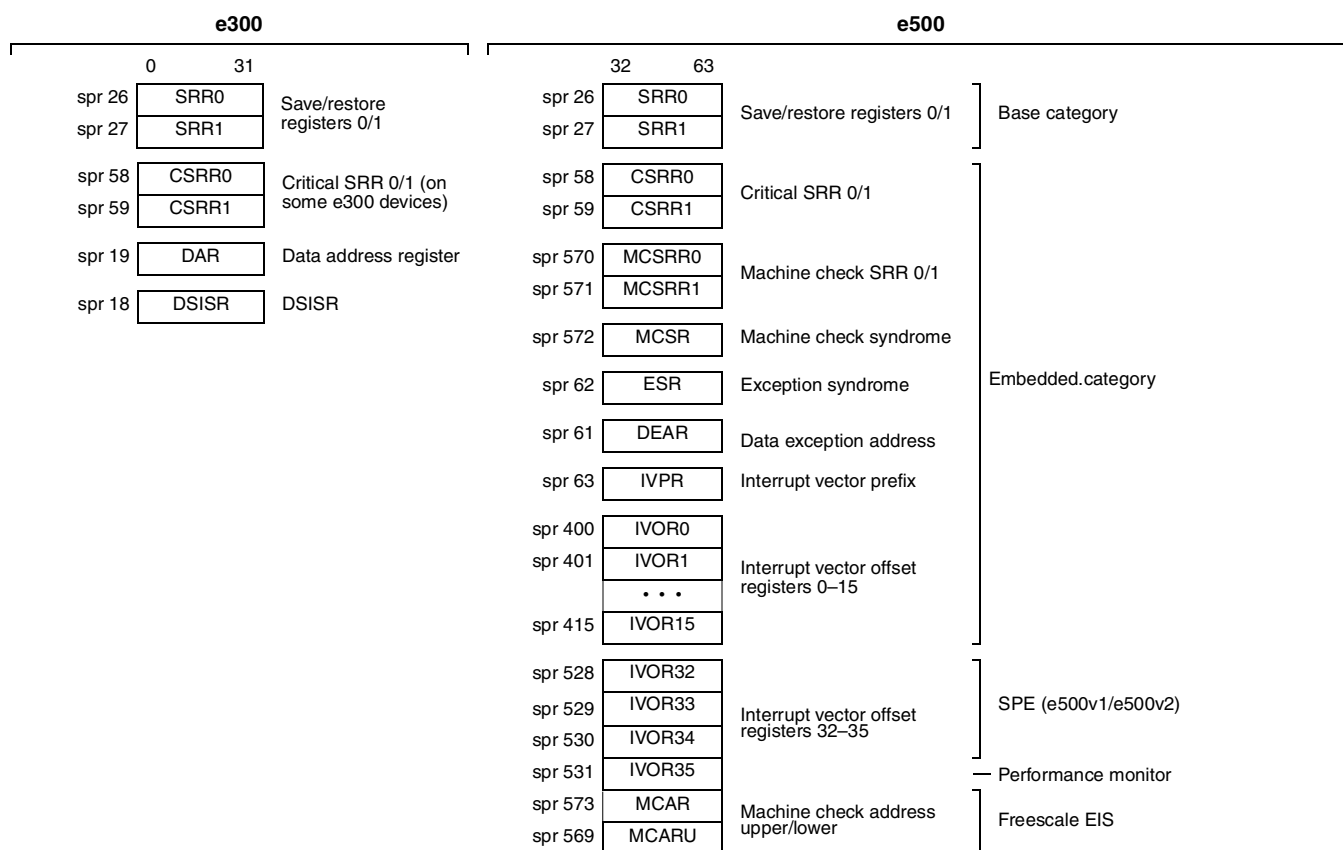 e300
0 31
spr 26 SRR0
spr 27 SRR1
Save/restore
registers 0/1
spr 58 CSRR0
spr 59 CSRR1
Critical SRR 0/1 (on
some e300 devices)
spr 19 DAR Data address register
spr 18 DSISR DSISR
e500
32 63
spr 26 SRR0
spr 27 SRR1
Save/restore registers 0/1
Base category
spr 58 CSRR0
spr 59 CSRR1
Critical SRR 0/1
spr 570 MCSRR0
spr 571 MCSRR1
Machine check SRR 0/1
spr 572 MCSR Machine check syndrome
spr 62 ESR Exception syndrome
spr 61 DEAR Data exception address
spr 63 IVPR Interrupt vector prefix
spr 400 IVOR0
spr 401 IVOR1
• • •
spr 415 IVOR15
Interrupt vector offset
registers 0–15
Embedded.category
spr 528 IVOR32
spr 529 IVOR33
spr 530 IVOR34
spr 531 IVOR35
Interrupt vector offset
registers 32–35
SPE (e500v1/e500v2)
Performance monitor
spr 573 MCAR
spr 569 MCARU
Machine check address
upper/lower
Freescale EIS